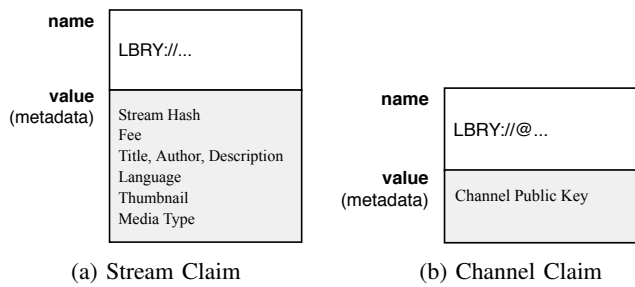 name
LBRY://...
value
(metadata)
Stream Hash
Fee
Title, Author, Description
Language
Thumbnail
Media Type
(a) Stream Claim
name
LBRY://@...
value
(metadata)
Channel Public Key
(b) Channel Claim